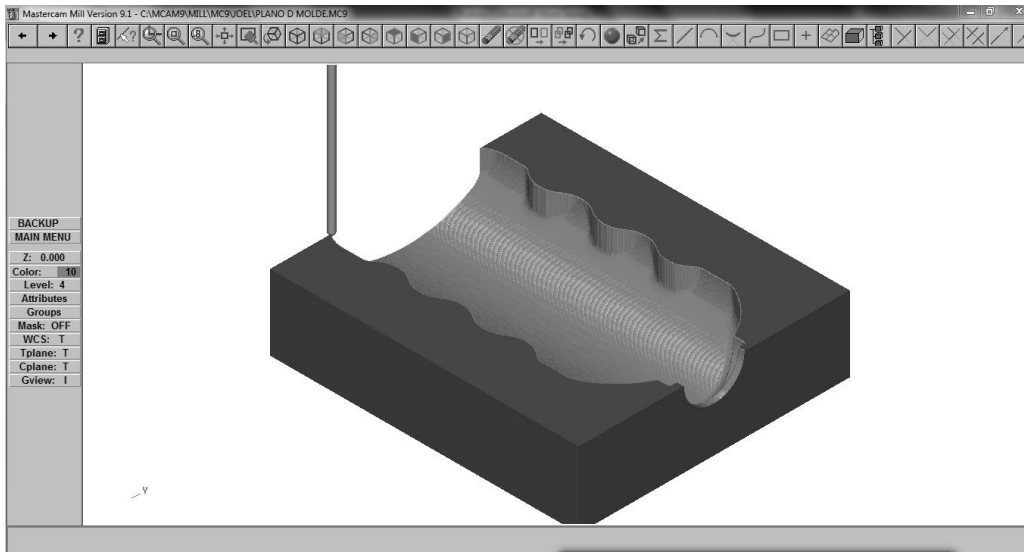 Mastercam Mill Version 9.1 - C:\MCAM9\MILL\MC9\JOEL\PLANO D MOLDE.MC9
BACKUP
MAIN MENU
Z: 0.000
Color: 10
Level: 4
Attributes
Groups
Mask: OFF
WCS: T
Tplane: T
Cplane: T
Gview: I
Y